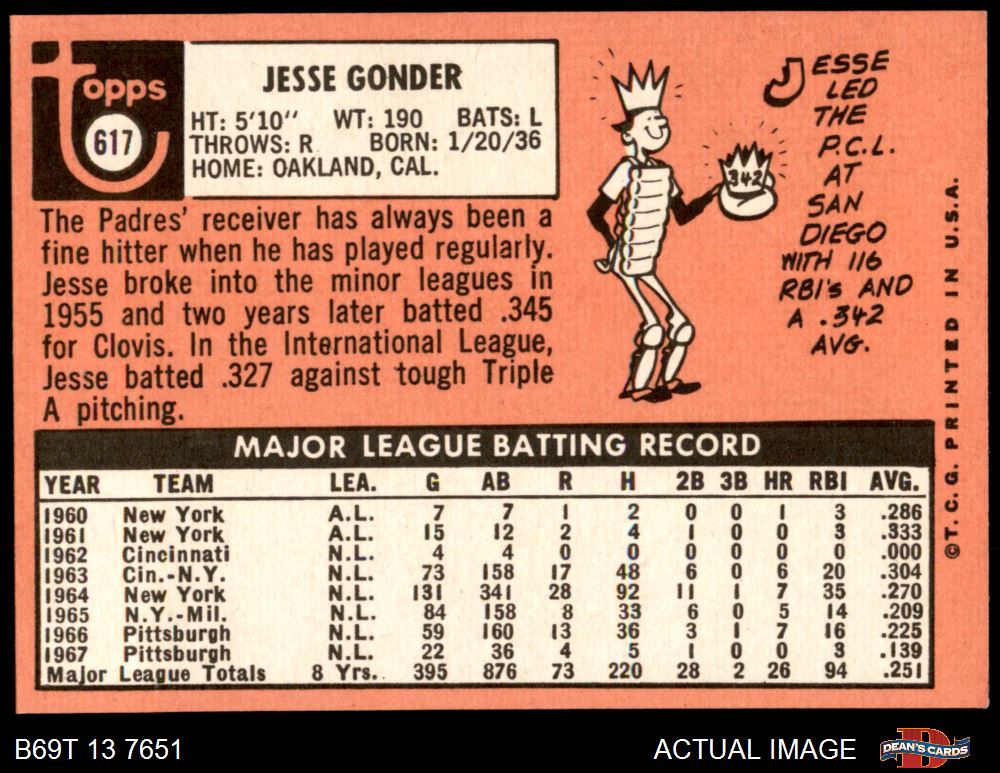 topps
617
JESSE GONDER
HT: 5'10" WT: 190 BATS: L
THROWS: R BORN: 1/20/36
HOME: OAKLAND, CAL.
The Padres' receiver has always been a
fine hitter when he has played regularly.
Jesse broke into the minor leagues in
1955 and two years later batted .345
for Clovis. In the International League,
Jesse batted .327 against tough Triple
A pitching.
342
JESSE
LED
THE
P.C.L.
AT
SAN
DIEGO
WITH 116
RBI's AND
A .342
AVG.
©T.C.G. PRINTED IN U.S.A.
MAJOR LEAGUE BATTING RECORD
YEAR TEAM LEA. G AB R H 2B 3B HR RBI AVG.
1960 New York A.L. 7 7 1 2 0 0 1 3 .286
1961 New York A.L. 15 12 2 4 1 0 0 3 .333
1962 Cincinnati N.L. 4 4 0 0 0 0 0 0 .000
1963 Cin.-N.Y. N.L. 73 158 17 48 6 0 6 20 .304
1964 New York N.L. 131 341 28 92 11 1 7 35 .270
1965 N.Y.-Mil. N.L. 84 158 8 33 6 0 5 14 .209
1966 Pittsburgh N.L. 59 160 13 36 3 1 7 16 .225
1967 Pittsburgh N.L. 22 36 4 5 1 0 0 3 .139
Major League Totals 8 Yrs. 395 876 73 220 28 2 26 94 .251
B69T 13 7651 ACTUAL IMAGE
DEAN'S CARDS